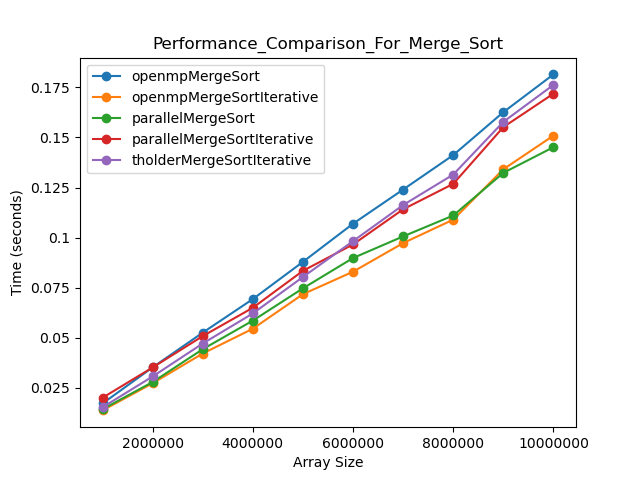 Performance_Comparison_For_Merge_Sort
openmpMergeSort
openmpMergeSortIterative
parallelMergeSort
parallelMergeSortIterative
tholderMergeSortIterative
0.175
0.15
0.125
0.1
0.075
0.05
0.025
Time (seconds)
2000000 4000000 6000000 8000000 10000000
Array Size